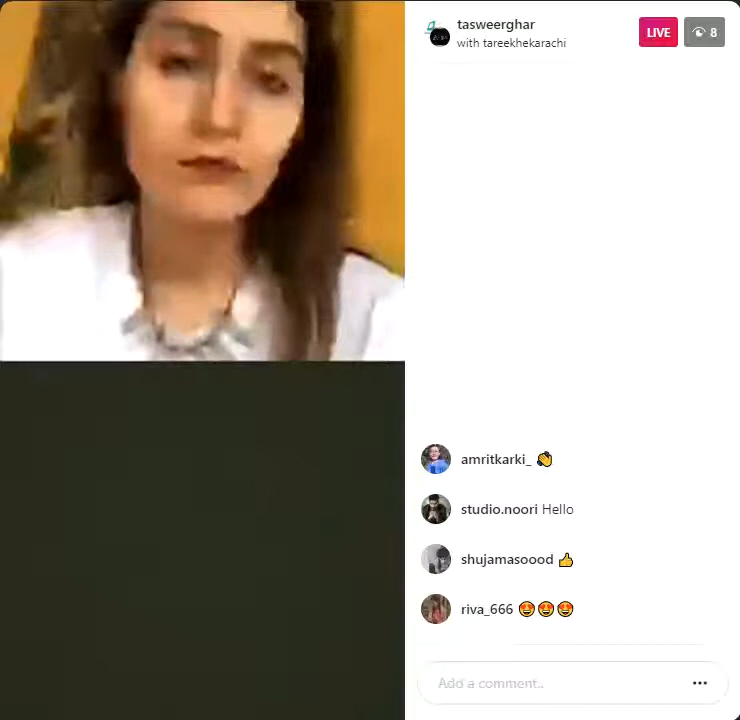 tasweerghar
with tareekhekarachi
LIVE
8
amritkarki_ 👏
studio.noori Hello
shujamasoood 👍
riva_666 🤩🤩🤩
Add a comment..